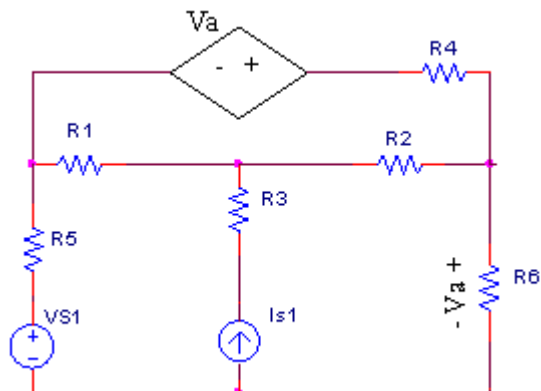 Va
- +
R4
R1
R2
R3
R5
- Va +
R6
VS1
Is1
+
-